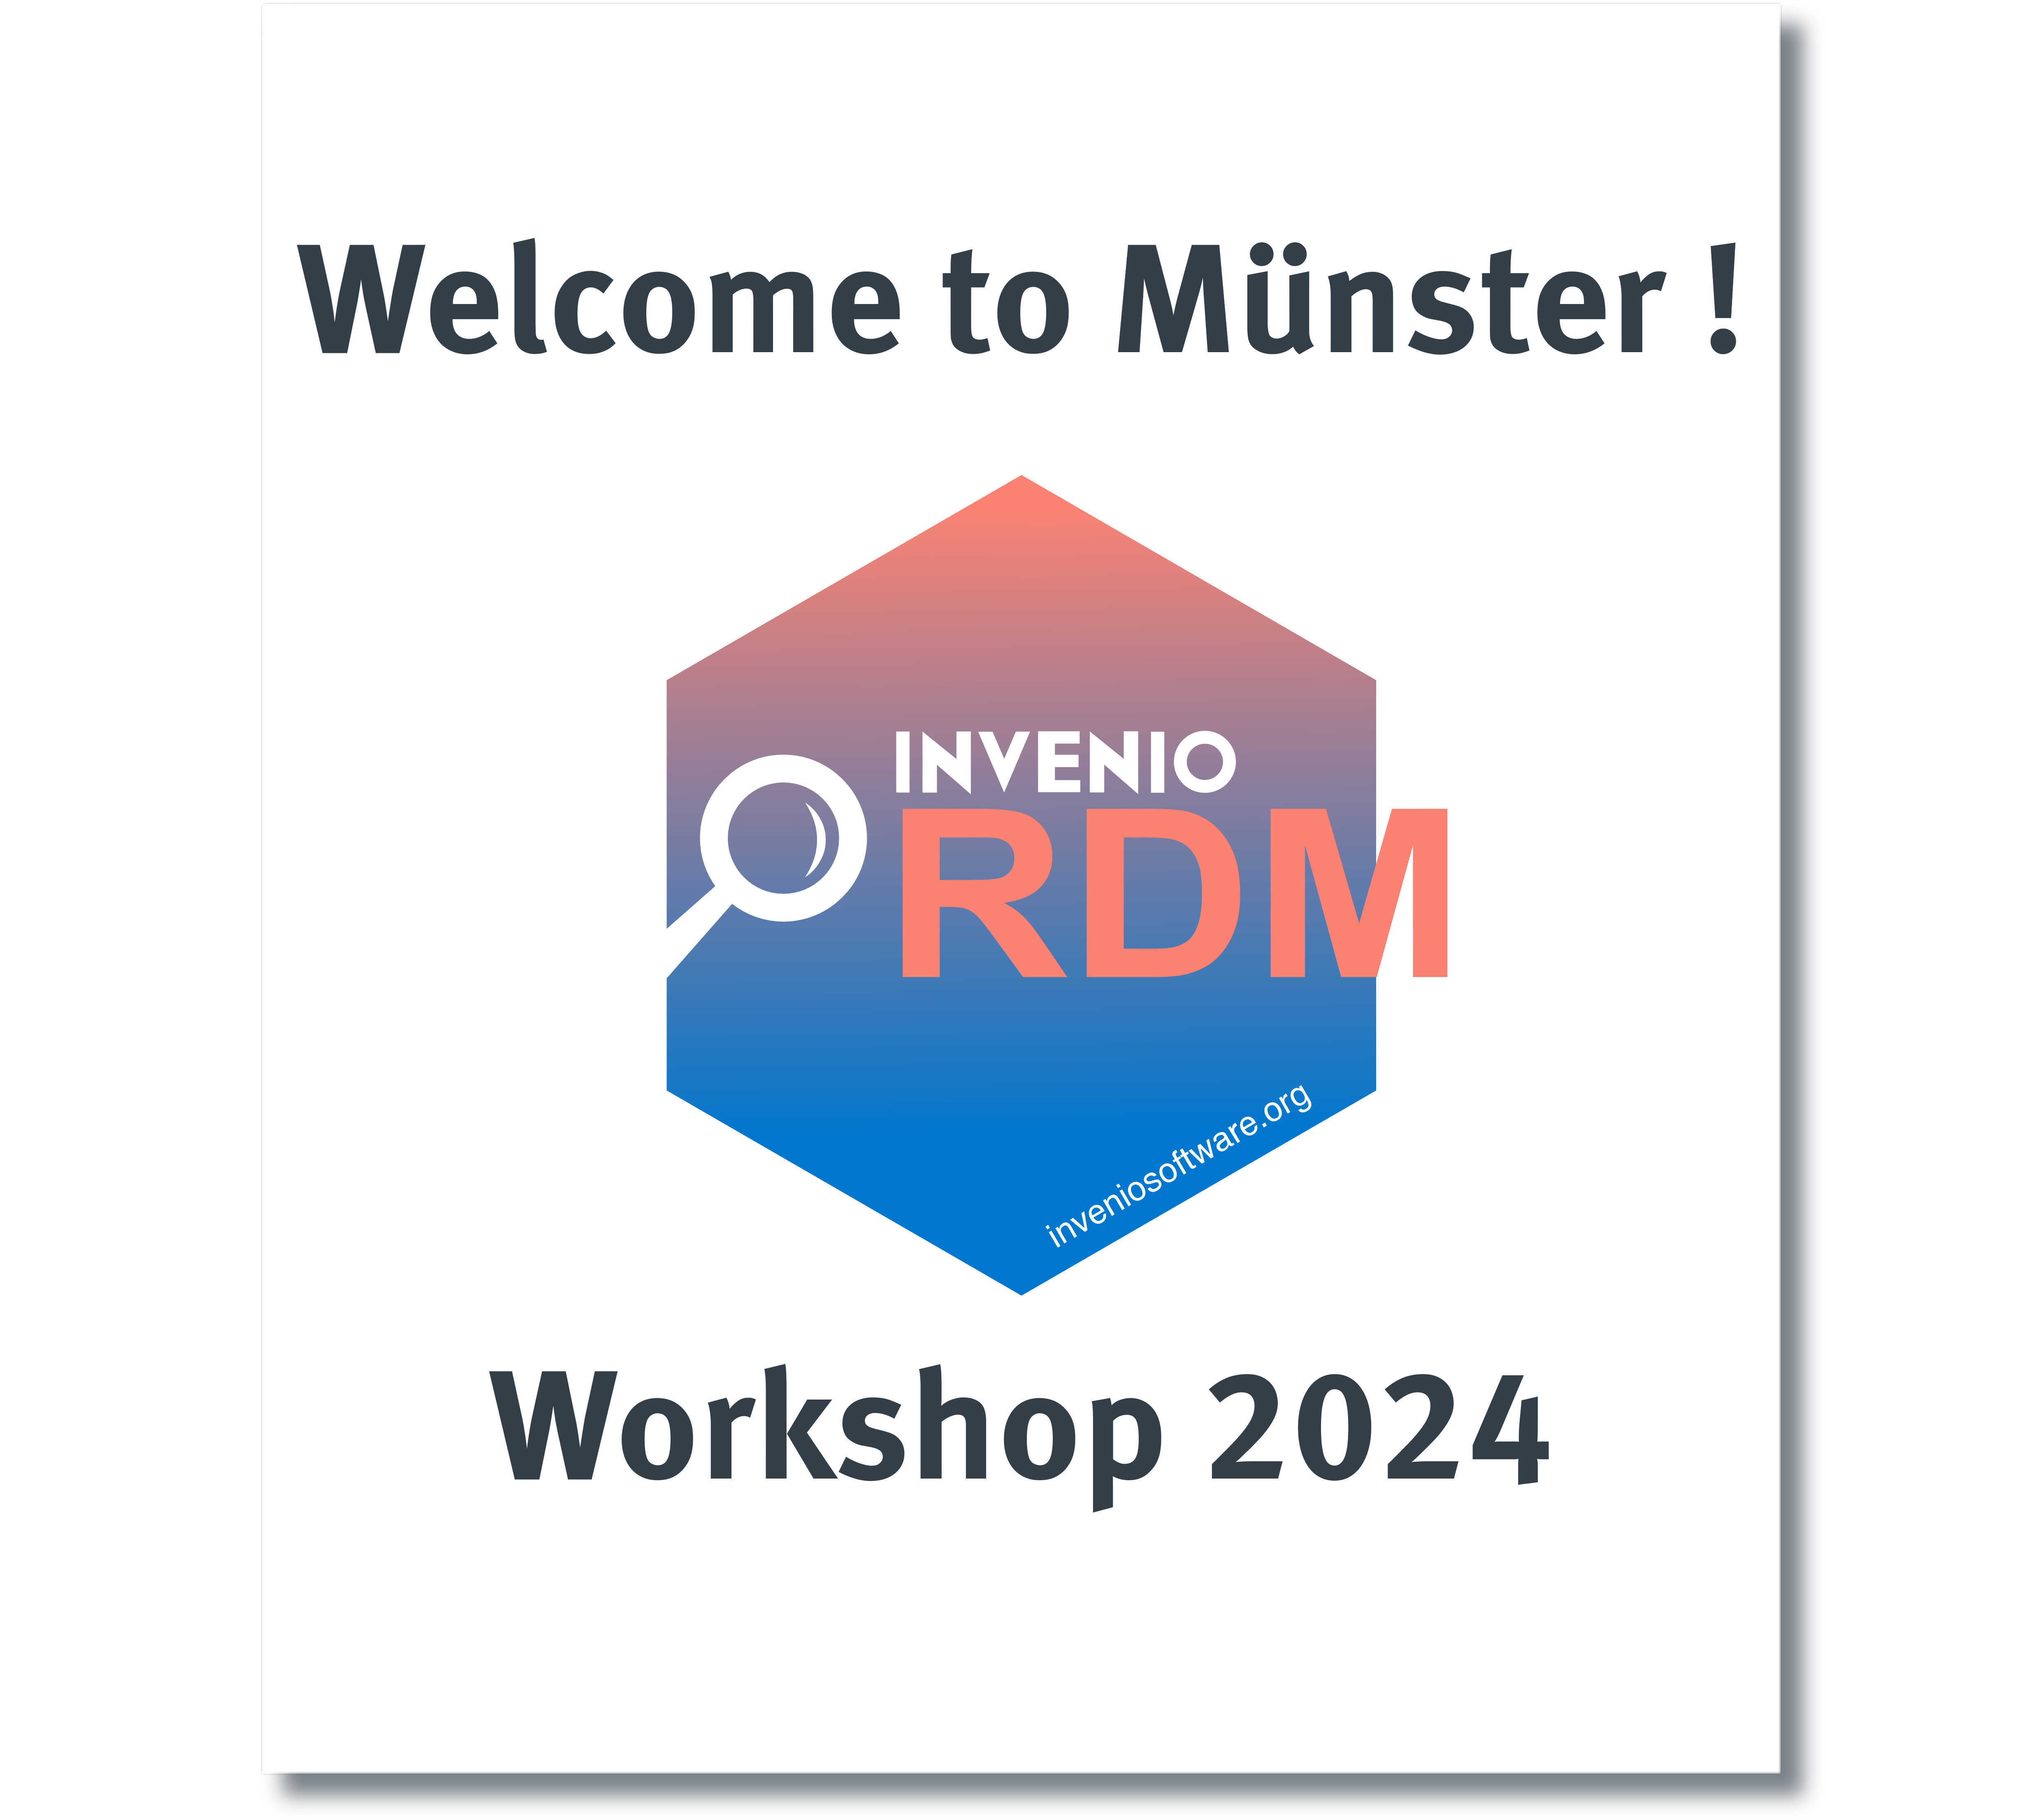 Welcome to Münster !
INVENIO
RDM
inveniosoftware.org
Workshop 2024